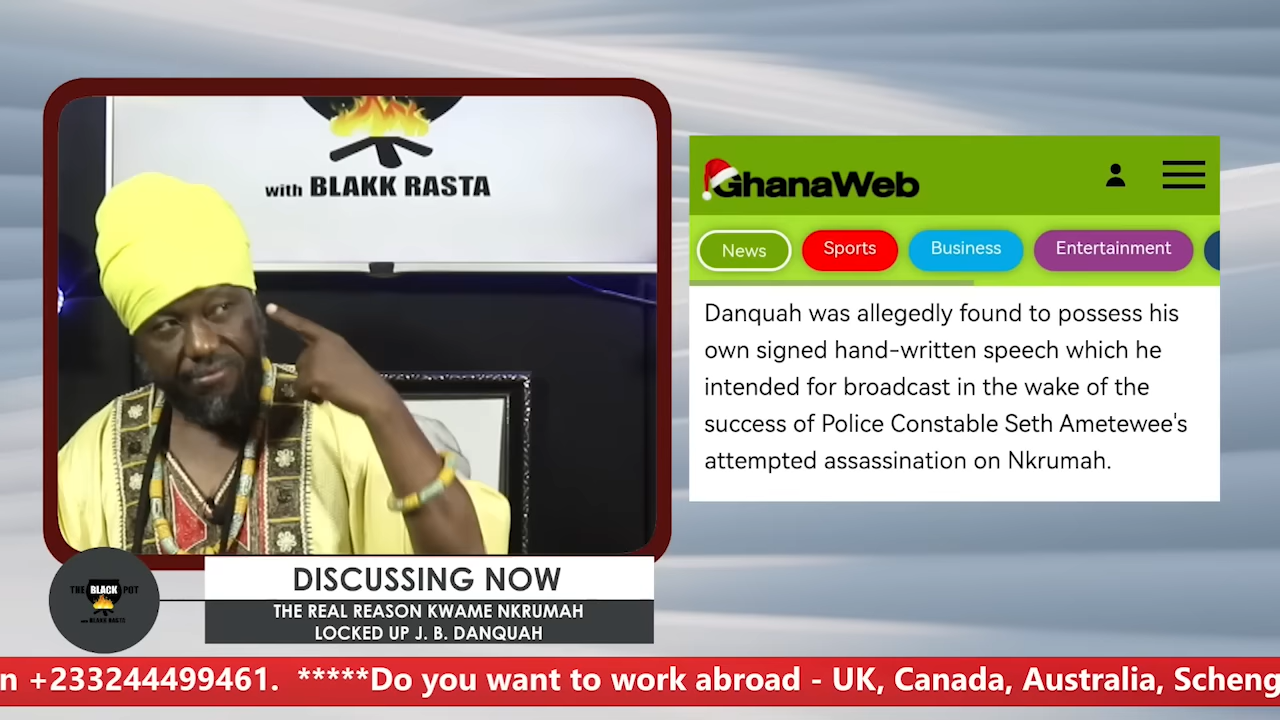 with BLAKK RASTA
GhanaWeb
News
Sports
Business
Entertainment
Danquah was allegedly found to possess his
own signed hand-written speech which he
intended for broadcast in the wake of the
success of Police Constable Seth Ametewee's
attempted assassination on Nkrumah.
THE BLACK POT
with BLAKK RASTA
DISCUSSING NOW
THE REAL REASON KWAME NKRUMAH
LOCKED UP J. B. DANQUAH
n +233244499461. *****Do you want to work abroad - UK, Canada, Australia, Scheng